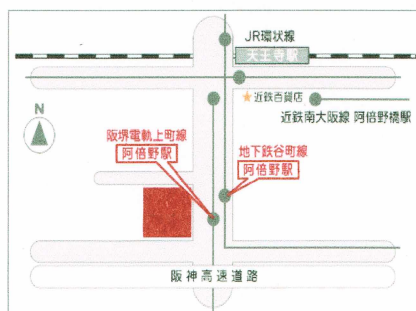 JR環状線
天王寺駅
★近鉄百貨店
近鉄南大阪線 阿倍野橋駅
N
阪堺電軌上町線
阿倍野駅
地下鉄谷町線
阿倍野駅
阪神高速道路